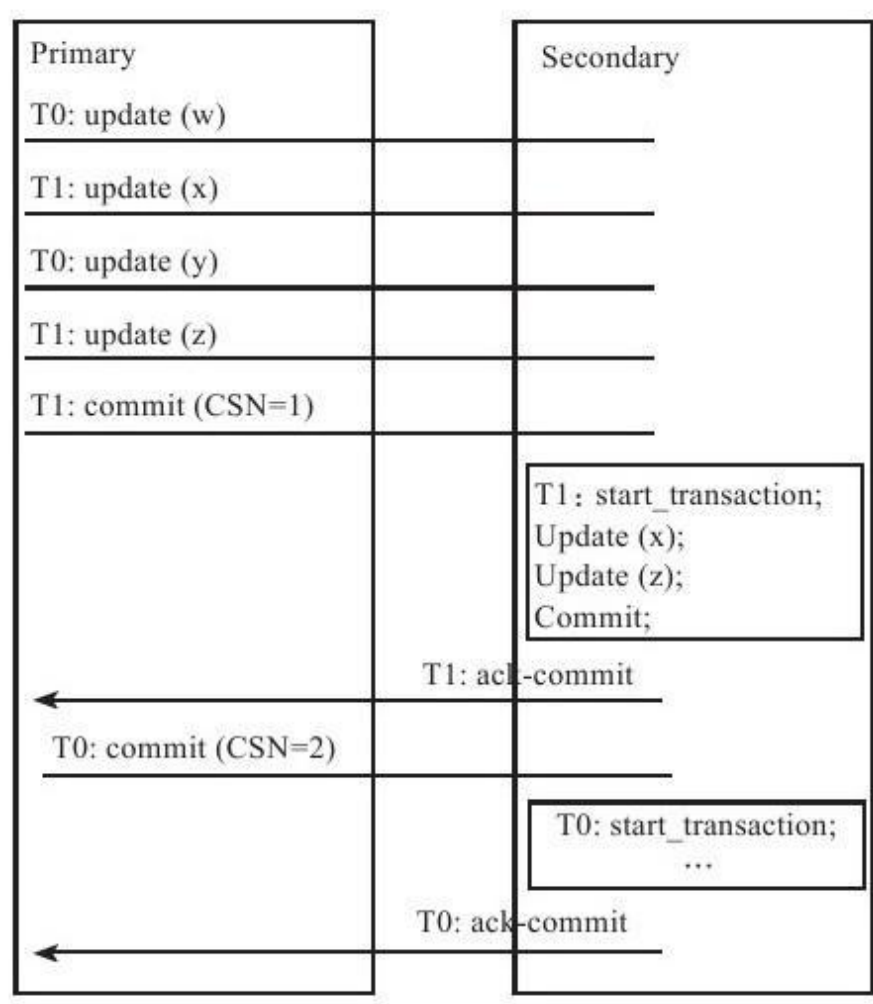 Primary
Secondary
T0: update (w)
T1: update (x)
T0: update (y)
T1: update (z)
T1: commit (CSN=1)
T1：start_transaction;
Update (x);
Update (z);
Commit;
T1: ack-commit
T0: commit (CSN=2)
T0: start_transaction;
…
T0: ack-commit